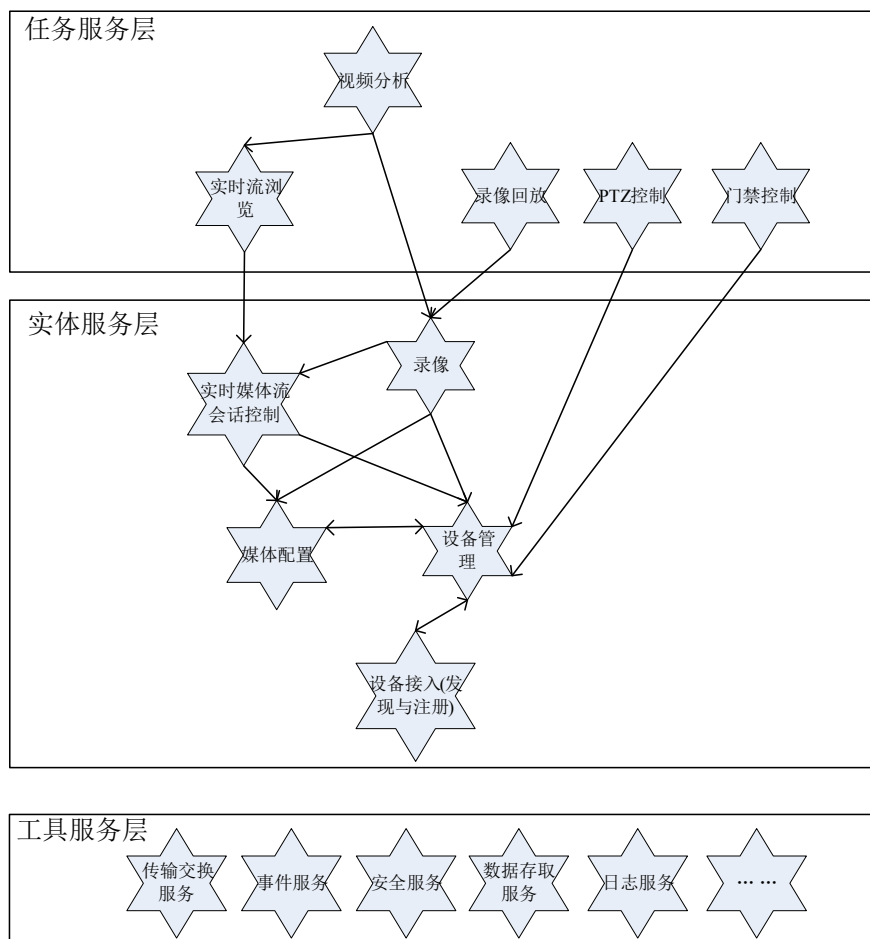 任务服务层
视频分析
实时流浏
览
录像回放
PTZ控制
门禁控制
实体服务层
录像
实时媒体流
会话控制
媒体配置
设备管
理
设备接入(发
现与注册)
工具服务层
传输交换
服务
事件服务
安全服务
数据存取
服务
日志服务
… …